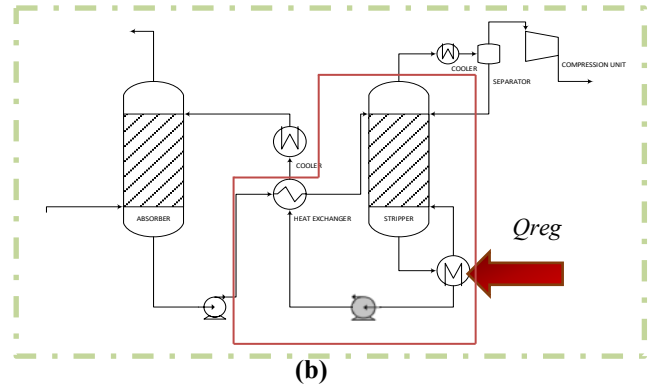 COOLER
COMPRESSION UNIT
SEPARATOR
COOLER
ABSORBER
HEAT EXCHANGER
STRIPPER
Qreg
(b)